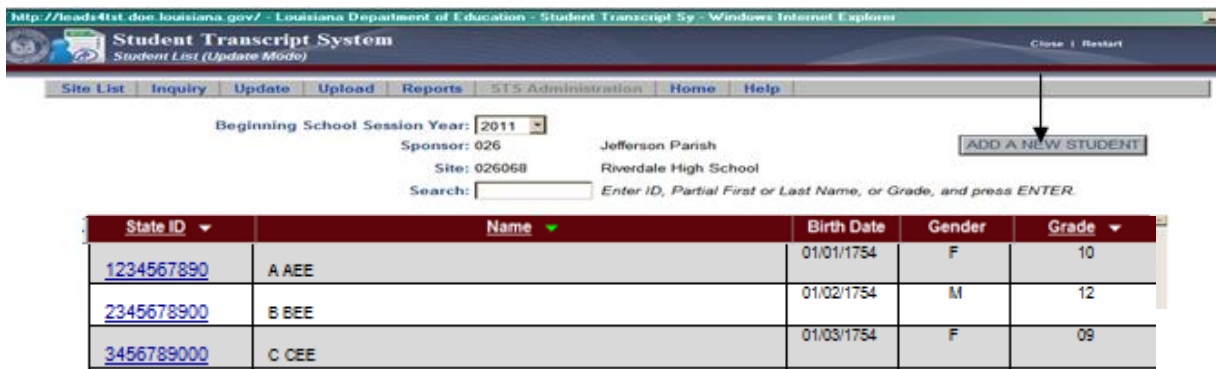 http://leads4tst.doe.louisiana.gov/ - Louisiana Department of Education - Student Transcript Sy - Windows Internet Explorer
Student Transcript System
Student List (Update Mode)
Close | Restart
Site List | Inquiry | Update | Upload | Reports | STS Administration | Home | Help
Beginning School Session Year: 2011
Sponsor: 026 Jefferson Parish
ADD A NEW STUDENT
Site: 026068 Riverdale High School
Search: Enter ID, Partial First or Last Name, or Grade, and press ENTER.
State ID Name Birth Date Gender Grade
1234567890 A AEE 01/01/1754 F 10
2345678900 B BEE 01/02/1754 M 12
3456789000 C CEE 01/03/1754 F 09